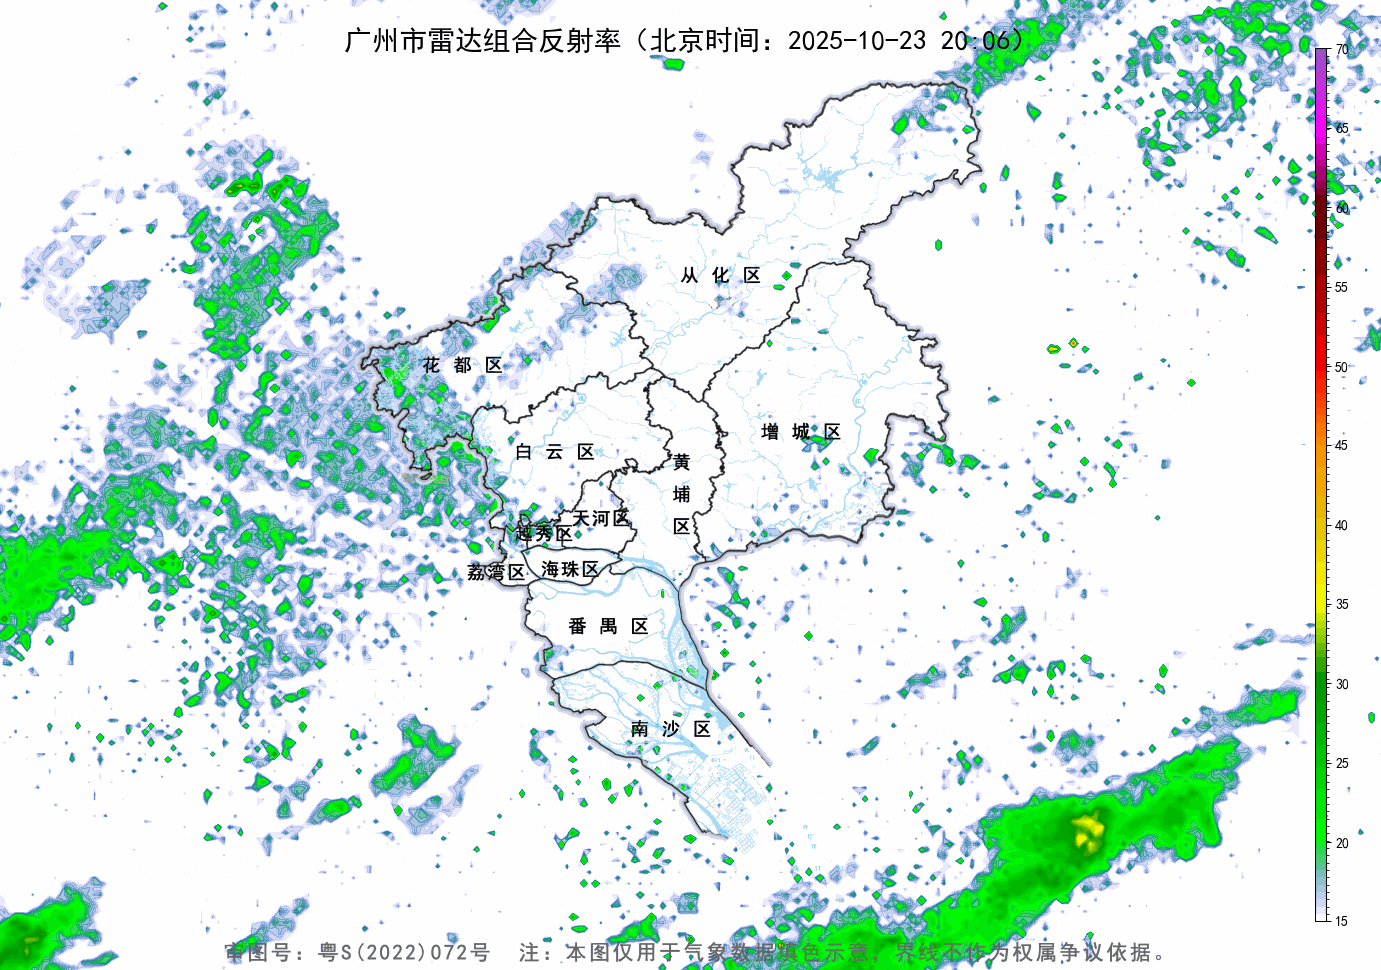 广州市雷达组合反射率（北京时间：2025-10-23 20:06）
70
65
60
55
50
45
40
35
30
25
20
15
从化区
花都区
增城区
白云区
黄埔区
天河区
越秀区
荔湾区
海珠区
番禺区
南沙区
审图号：粤S(2022)072号 注：本图仅用于气象数据填色示意，界线不作为权属争议依据。